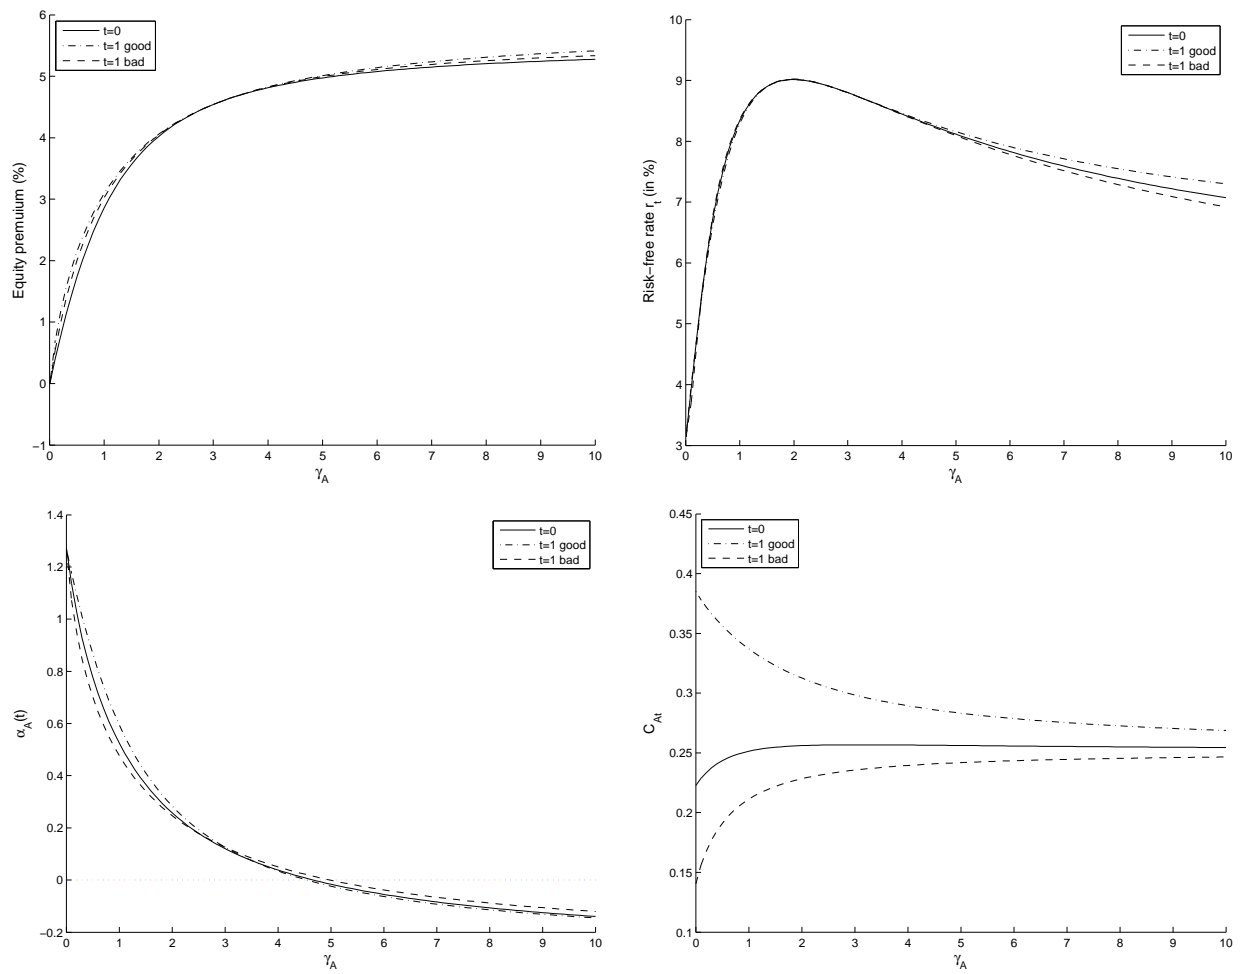 6
5
4
3
2
1
0
−1
Equity premuium (%)
t=0
t=1 good
t=1 bad
0 1 2 3 4 5 6 7 8 9 10
γA
10
9
8
7
6
5
4
3
Risk−free rate rt (in %)
t=0
t=1 good
t=1 bad
0 1 2 3 4 5 6 7 8 9 10
γA
1.4
1.2
1
0.8
0.6
0.4
0.2
0
−0.2
αA(t)
t=0
t=1 good
t=1 bad
0 1 2 3 4 5 6 7 8 9 10
γA
0.45
0.4
0.35
0.3
0.25
0.2
0.15
0.1
CAt
t=0
t=1 good
t=1 bad
0 1 2 3 4 5 6 7 8 9 10
γA